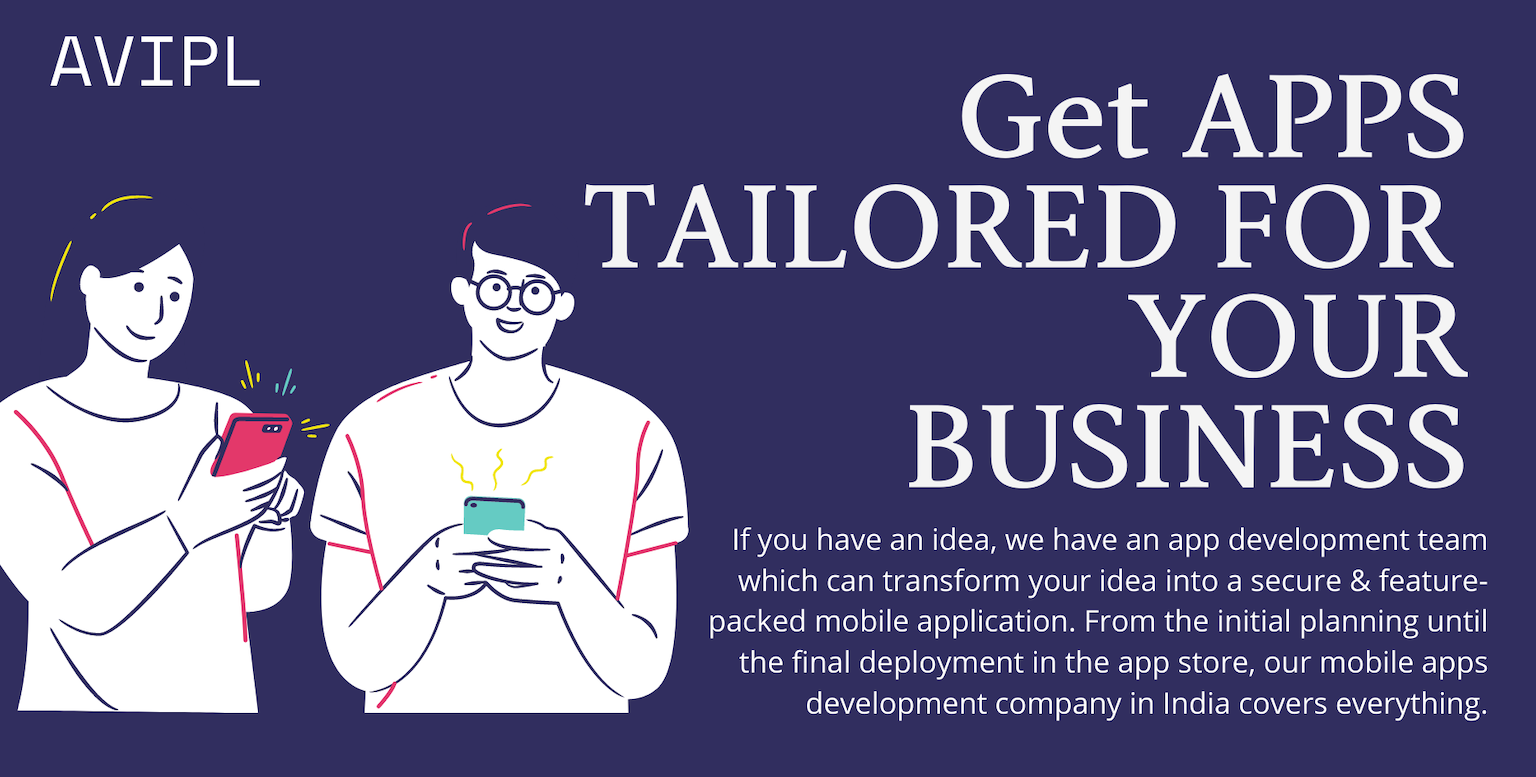 AVIPL
Get APPS
TAILORED FOR
YOUR
BUSINESS
If you have an idea, we have an app development team
which can transform your idea into a secure & feature-
packed mobile application. From the initial planning until
the final deployment in the app store, our mobile apps
development company in India covers everything.